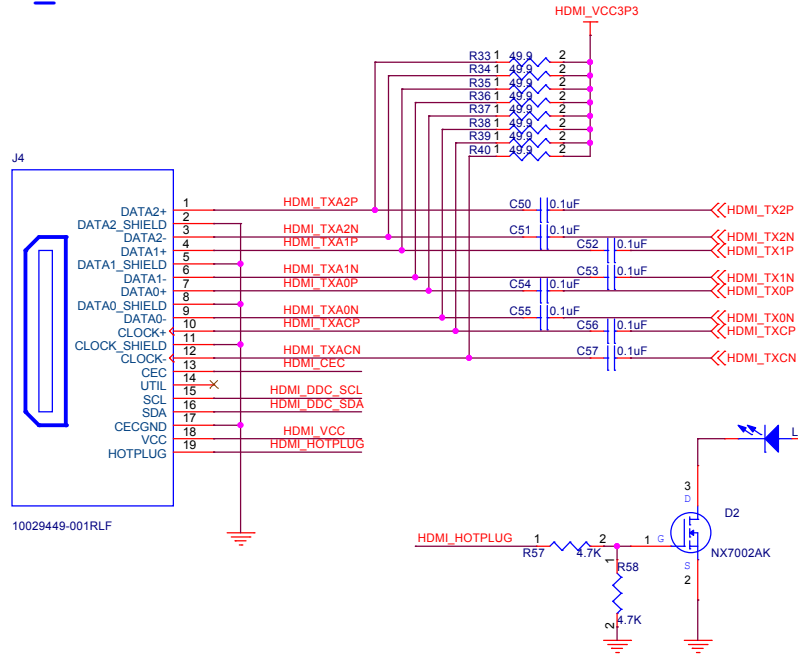 HDMI_VCC3P3
R33 1 49.9 2
R34 1 49.9 2
R35 1 49.9 2
R36 1 49.9 2
R37 1 49.9 2
R38 1 49.9 2
R39 1 49.9 2
R40 1 49.9 2
J4
DATA2+ 1 HDMI_TXA2P C50 0.1uF HDMI_TX2P
DATA2_SHIELD 2
DATA2- 3 HDMI_TXA2N C51 0.1uF HDMI_TX2N
DATA1+ 4 HDMI_TXA1P C52 0.1uF HDMI_TX1P
DATA1_SHIELD 5
DATA1- 6 HDMI_TXA1N C53 0.1uF HDMI_TX1N
DATA0+ 7 HDMI_TXA0P C54 0.1uF HDMI_TX0P
DATA0_SHIELD 8
DATA0- 9 HDMI_TXA0N C55 0.1uF HDMI_TX0N
CLOCK+ 10 HDMI_TXACP C56 0.1uF HDMI_TXCP
CLOCK_SHIELD 11
CLOCK- 12 HDMI_TXACN C57 0.1uF HDMI_TXCN
CEC 13 HDMI_CEC
UTIL 14
SCL 15 HDMI_DDC_SCL
SDA 16 HDMI_DDC_SDA
CECGND 17
VCC 18 HDMI_VCC
HOTPLUG 19 HDMI_HOTPLUG
10029449-001RLF
L
3
D
D2
HDMI_HOTPLUG 1 2 1 G
R57 4.7K NX7002AK
S
2
1 R58
2 4.7K